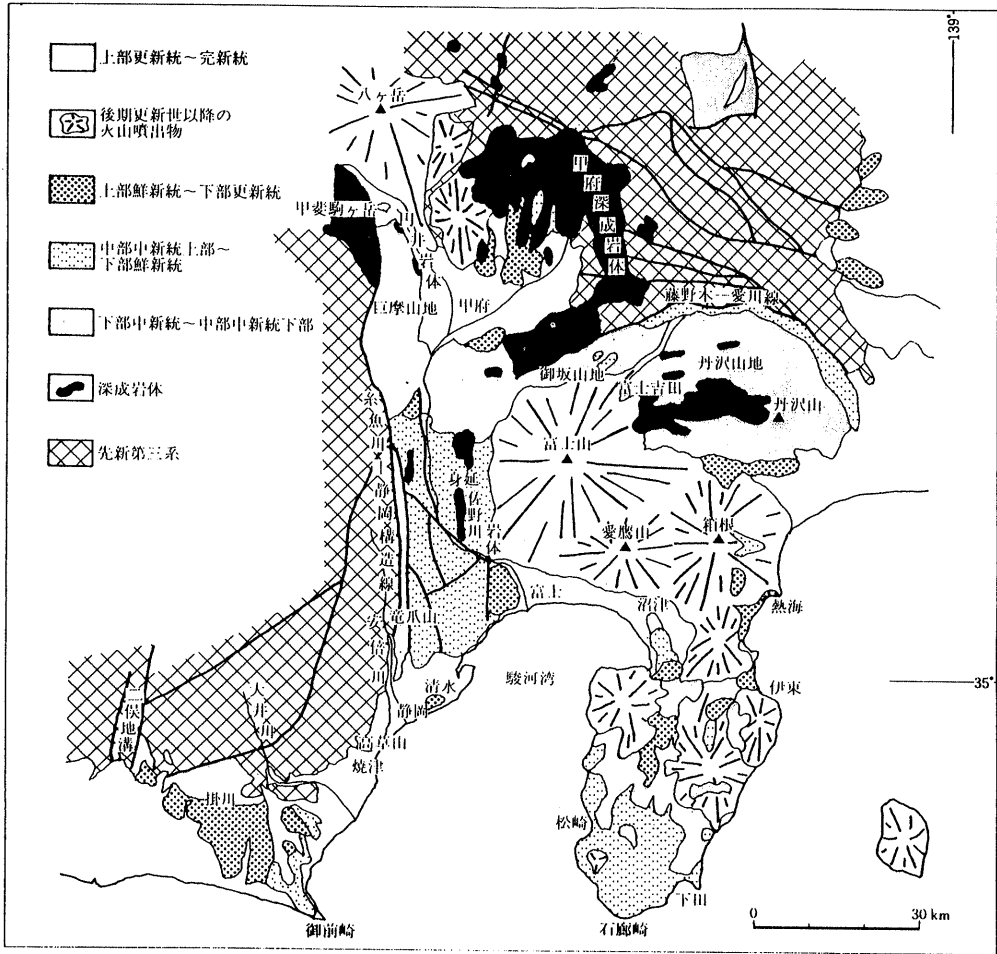 上部更新統～完新統
後期更新世以降の
火山噴出物
上部鮮新統～下部更新統
中部中新統上部～
下部鮮新統
下部中新統～中部中新統下部
深成岩体
先新第三系
139°
八ヶ岳
甲斐駒ヶ岳
甲府深成岩体
巨摩山地
甲府
藤野木－愛川線
御坂山地
富士吉田
丹沢山地
丹沢山
糸魚川－静岡構造線
富士山
身延
佐野川岩体
愛鷹山
箱根
富士
沼津
熱海
竜爪山
安倍川
清水
駿河湾
伊東
35°
静岡
二俣地溝
大井川
高草山
焼津
掛川
松崎
下田
御前崎
石廊崎
0 30 km